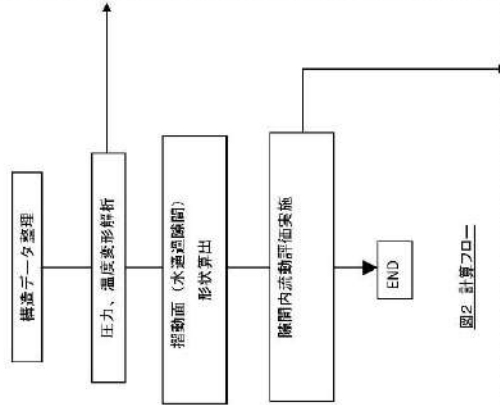 構造データ整理
圧力、温度変形解析
摺動面（水通過隙間）
形状算出
隙間内流動評価実施
END
図2 計算フロー